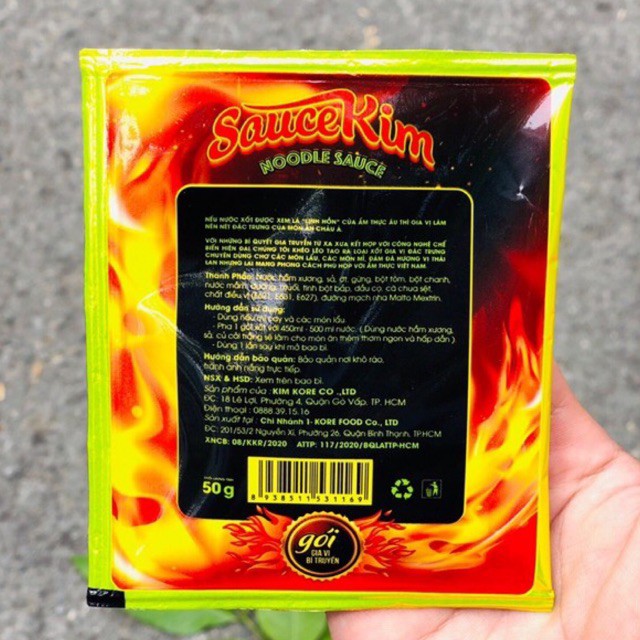 SauceKim
NOODLE SAUCE
NẾU NƯỚC XỐT ĐƯỢC XEM LÀ "LINH HỒN" CỦA ẨM THỰC ÂU THÌ GIA VỊ LÀM
NÊN NÉT ĐẶC TRƯNG CỦA MÓN ĂN CHÂU Á.
VỚI NHỮNG BÍ QUYẾT GIA TRUYỀN TỪ XA XƯA KẾT HỢP VỚI CÔNG NGHỆ CHẾ
BIẾN HIỆN ĐẠI CHÚNG TÔI KHÉO LÉO TẠO RA LOẠI XỐT GIA VỊ ĐẶC TRƯNG
CHUYÊN DÙNG CHO CÁC MÓN LẨU, CÁC MÓN MÌ, ĐẬM ĐÀ HƯƠNG VỊ THÁI
LAN NHƯNG LẠI MANG PHONG CÁCH PHÙ HỢP VỚI ẨM THỰC VIỆT NAM.
Thành Phần: Nước hầm xương, sả, ớt, gừng, bột tôm, bột chanh,
nước mắm, đường, muối, tinh bột bắp, dầu cọ, cà chua sệt,
chất điều vị (E621, E631, E627), đường mạch nha Malto Mextrin.
Hướng dẫn sử dụng:
- Dùng nấu mì cay và các món lẩu.
- Pha 1 gói xốt với 450ml - 500 ml nước. ( Dùng nước hầm xương,
sả, củ cải trắng sẽ làm cho món ăn thêm thơm ngon và hấp dẫn )
- Dùng 1 lần sau khi mở bao bì.
Hướng dẫn bảo quản: Bảo quản nơi khô ráo,
tránh ánh nắng trực tiếp
NSX & HSD: Xem trên bao bì.
Sản phẩm của : KIM KORE CO .,LTD
ĐC: 18 Lê Lợi, Phường 4, Quận Gò Vấp, TP. HCM
Điện thoại : 0888.39.15.16
Sản xuất tại : Chi Nhánh 1- KORE FOOD Co., LTD
ĐC: 201/53/2 Nguyễn Xí, Phường 26, Quận Bình Thạnh, TP.HCM
XNCB: 08/KKR/2020 ATTP: 117/2020/BQLATTP-HCM
50 g
8 938511 531169
gói
GIA VỊ
BÍ TRUYỀN